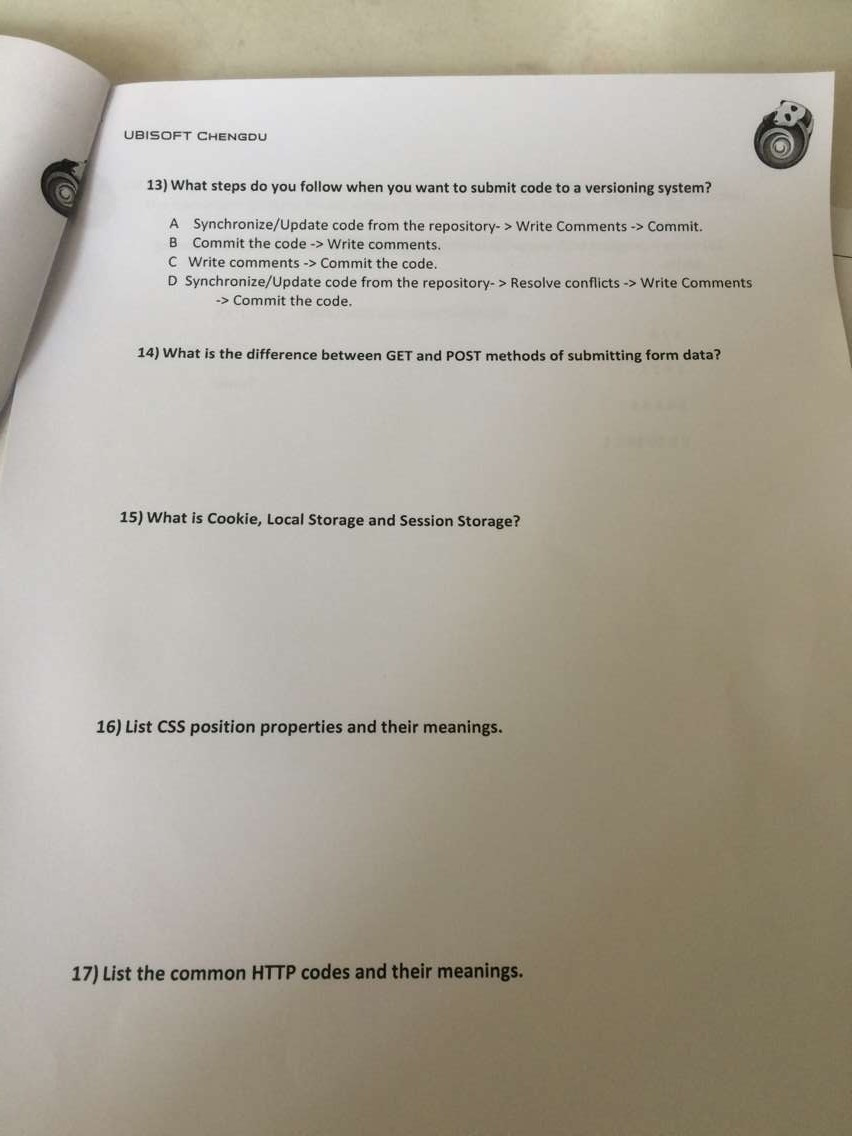 UBISOFT CHENGDU
13) What steps do you follow when you want to submit code to a versioning system?
A Synchronize/Update code from the repository- > Write Comments -> Commit.
B Commit the code -> Write comments.
C Write comments -> Commit the code.
D Synchronize/Update code from the repository- > Resolve conflicts -> Write Comments
-> Commit the code.
14) What is the difference between GET and POST methods of submitting form data?
15) What is Cookie, Local Storage and Session Storage?
16) List CSS position properties and their meanings.
17) List the common HTTP codes and their meanings.